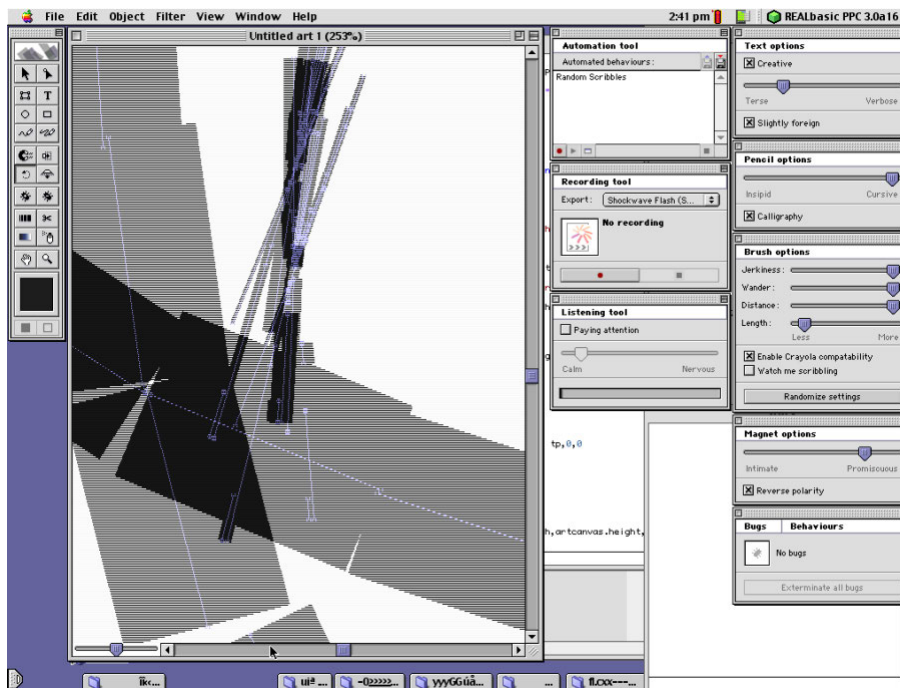 File Edit Object Filter View Window Help
2:41 pm
REALbasic PPC 3.0a16
Untitled art 1 (253%)
T
Automation tool
Automated behaviours:
Random Scribbles
Recording tool
Export:
Shockwave Flash (S...
No recording
Listening tool
Paying attention
Calm Nervous
tp,0,0
h,artcanvas.height,
Text options
Creative
Terse Verbose
Slightly foreign
Pencil options
Insipid Cursive
Calligraphy
Brush options
Jerkiness:
Wander:
Distance:
Length:
Less More
Enable Crayola compatability
Watch me scribbling
Randomize settings
Magnet options
Intimate Promiscuous
Reverse polarity
Bugs Behaviours
No bugs
Exterminate all bugs